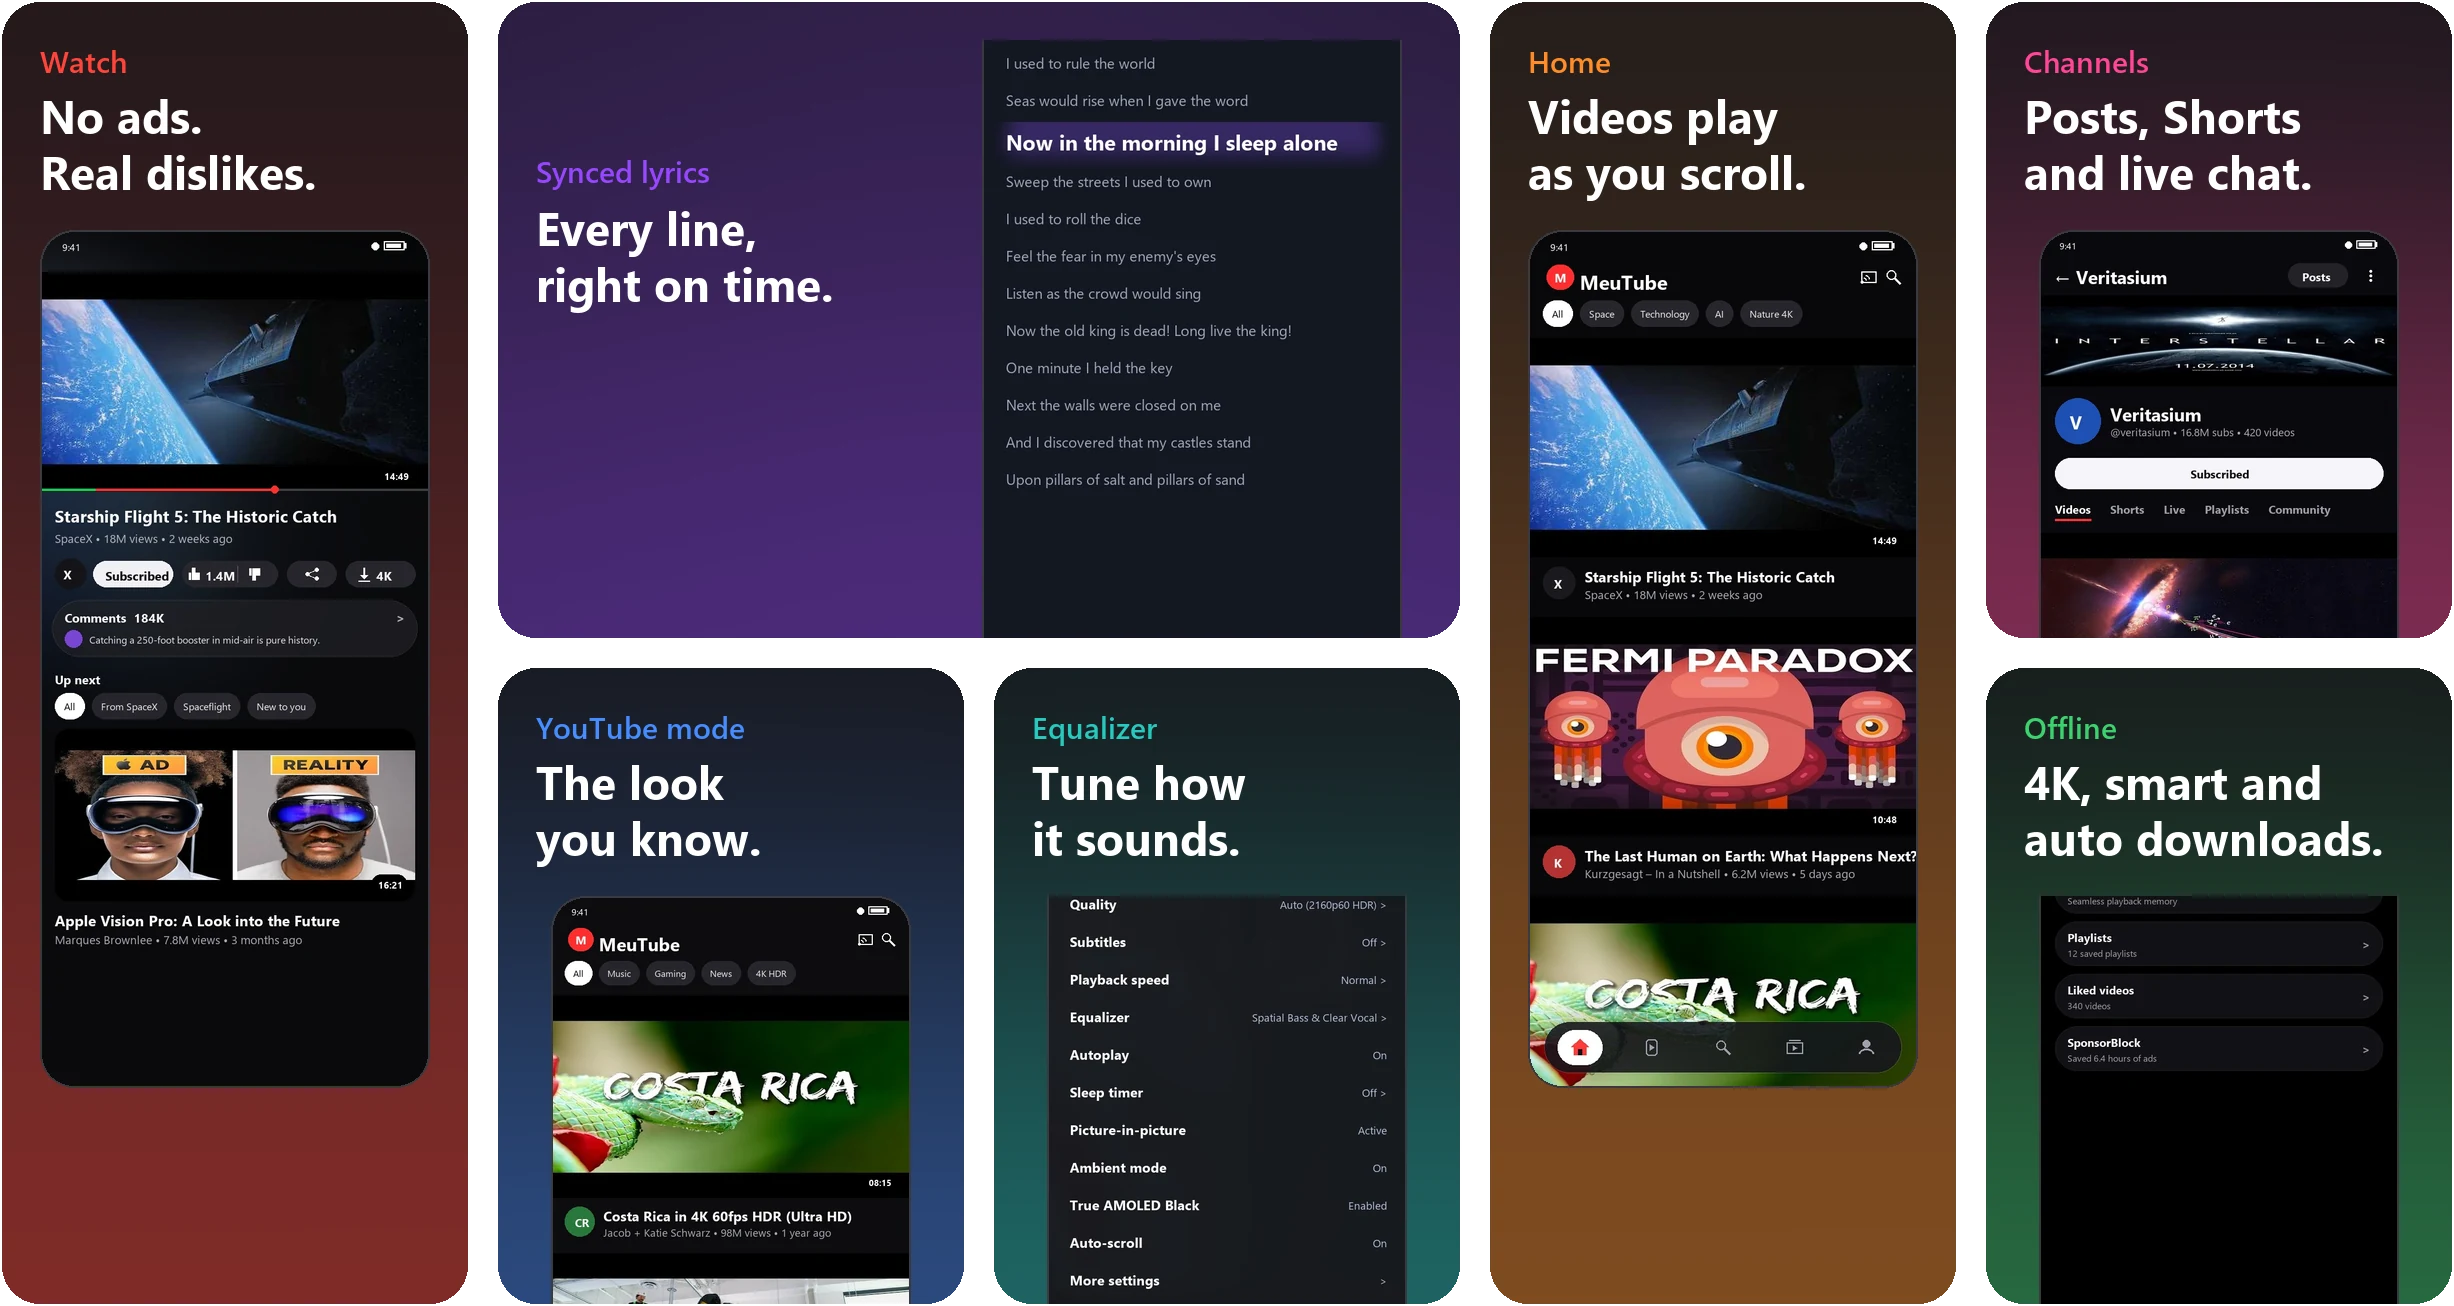 Watch
No ads.
Real dislikes.
9:41
14:49
Starship Flight 5: The Historic Catch
SpaceX • 18M views • 2 weeks ago
X
Subscribed
1.4M
4K
Comments 184K >
Catching a 250-foot booster in mid-air is pure history.
Up next
All
From SpaceX
Spaceflight
New to you
AD
REALITY
16:21
Apple Vision Pro: A Look into the Future
Marques Brownlee • 7.8M views • 3 months ago
Synced lyrics
Every line,
right on time.
I used to rule the world
Seas would rise when I gave the word
Now in the morning I sleep alone
Sweep the streets I used to own
I used to roll the dice
Feel the fear in my enemy's eyes
Listen as the crowd would sing
Now the old king is dead! Long live the king!
One minute I held the key
Next the walls were closed on me
And I discovered that my castles stand
Upon pillars of salt and pillars of sand
YouTube mode
The look
you know.
9:41
M
MeuTube
All
Music
Gaming
News
4K HDR
COSTA RICA
08:15
CR
Costa Rica in 4K 60fps HDR (Ultra HD)
Jacob + Katie Schwarz • 98M views • 1 year ago
Equalizer
Tune how
it sounds.
Quality Auto (2160p60 HDR) >
Subtitles Off >
Playback speed Normal >
Equalizer Spatial Bass & Clear Vocal >
Autoplay On
Sleep timer Off >
Picture-in-picture Active
Ambient mode On
True AMOLED Black Enabled
Auto-scroll On
More settings >
Home
Videos play
as you scroll.
9:41
M
MeuTube
All
Space
Technology
AI
Nature 4K
14:49
X
Starship Flight 5: The Historic Catch
SpaceX • 18M views • 2 weeks ago
FERMI PARADOX
10:48
K
The Last Human on Earth: What Happens Next?
Kurzgesagt – In a Nutshell • 6.2M views • 5 days ago
COSTA RICA
Channels
Posts, Shorts
and live chat.
9:41
← Veritasium
Posts
INTERSTELLAR
11.07.2014
V
Veritasium
@veritasium • 16.8M subs • 420 videos
Subscribed
Videos
Shorts
Live
Playlists
Community
Offline
4K, smart and
auto downloads.
Seamless playback memory
Playlists
12 saved playlists
>
Liked videos
340 videos
>
SponsorBlock
Saved 6.4 hours of ads
>